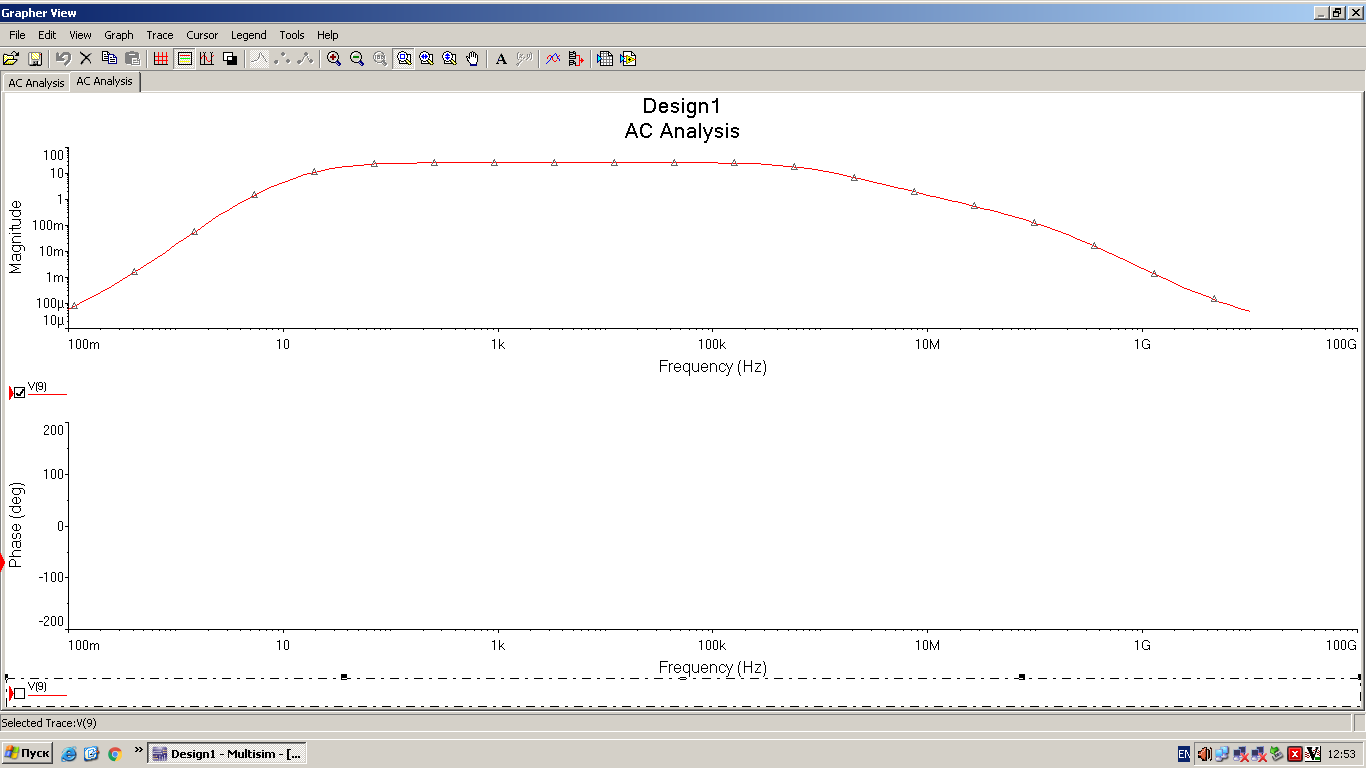 Grapher View
File Edit View Graph Trace Cursor Legend Tools Help
A
AC Analysis AC Analysis
Design1
AC Analysis
100
10
1
100m
10m
1m
100µ
10µ
Magnitude
100m 10 1k 100k 10M 1G 100G
Frequency (Hz)
V(9)
200
100
0
-100
-200
Phase (deg)
100m 10 1k 100k 10M 1G 100G
Frequency (Hz)
V(9)
Selected Trace:V(9)
Пуск » Design1 - Multisim - [... EN 12:53